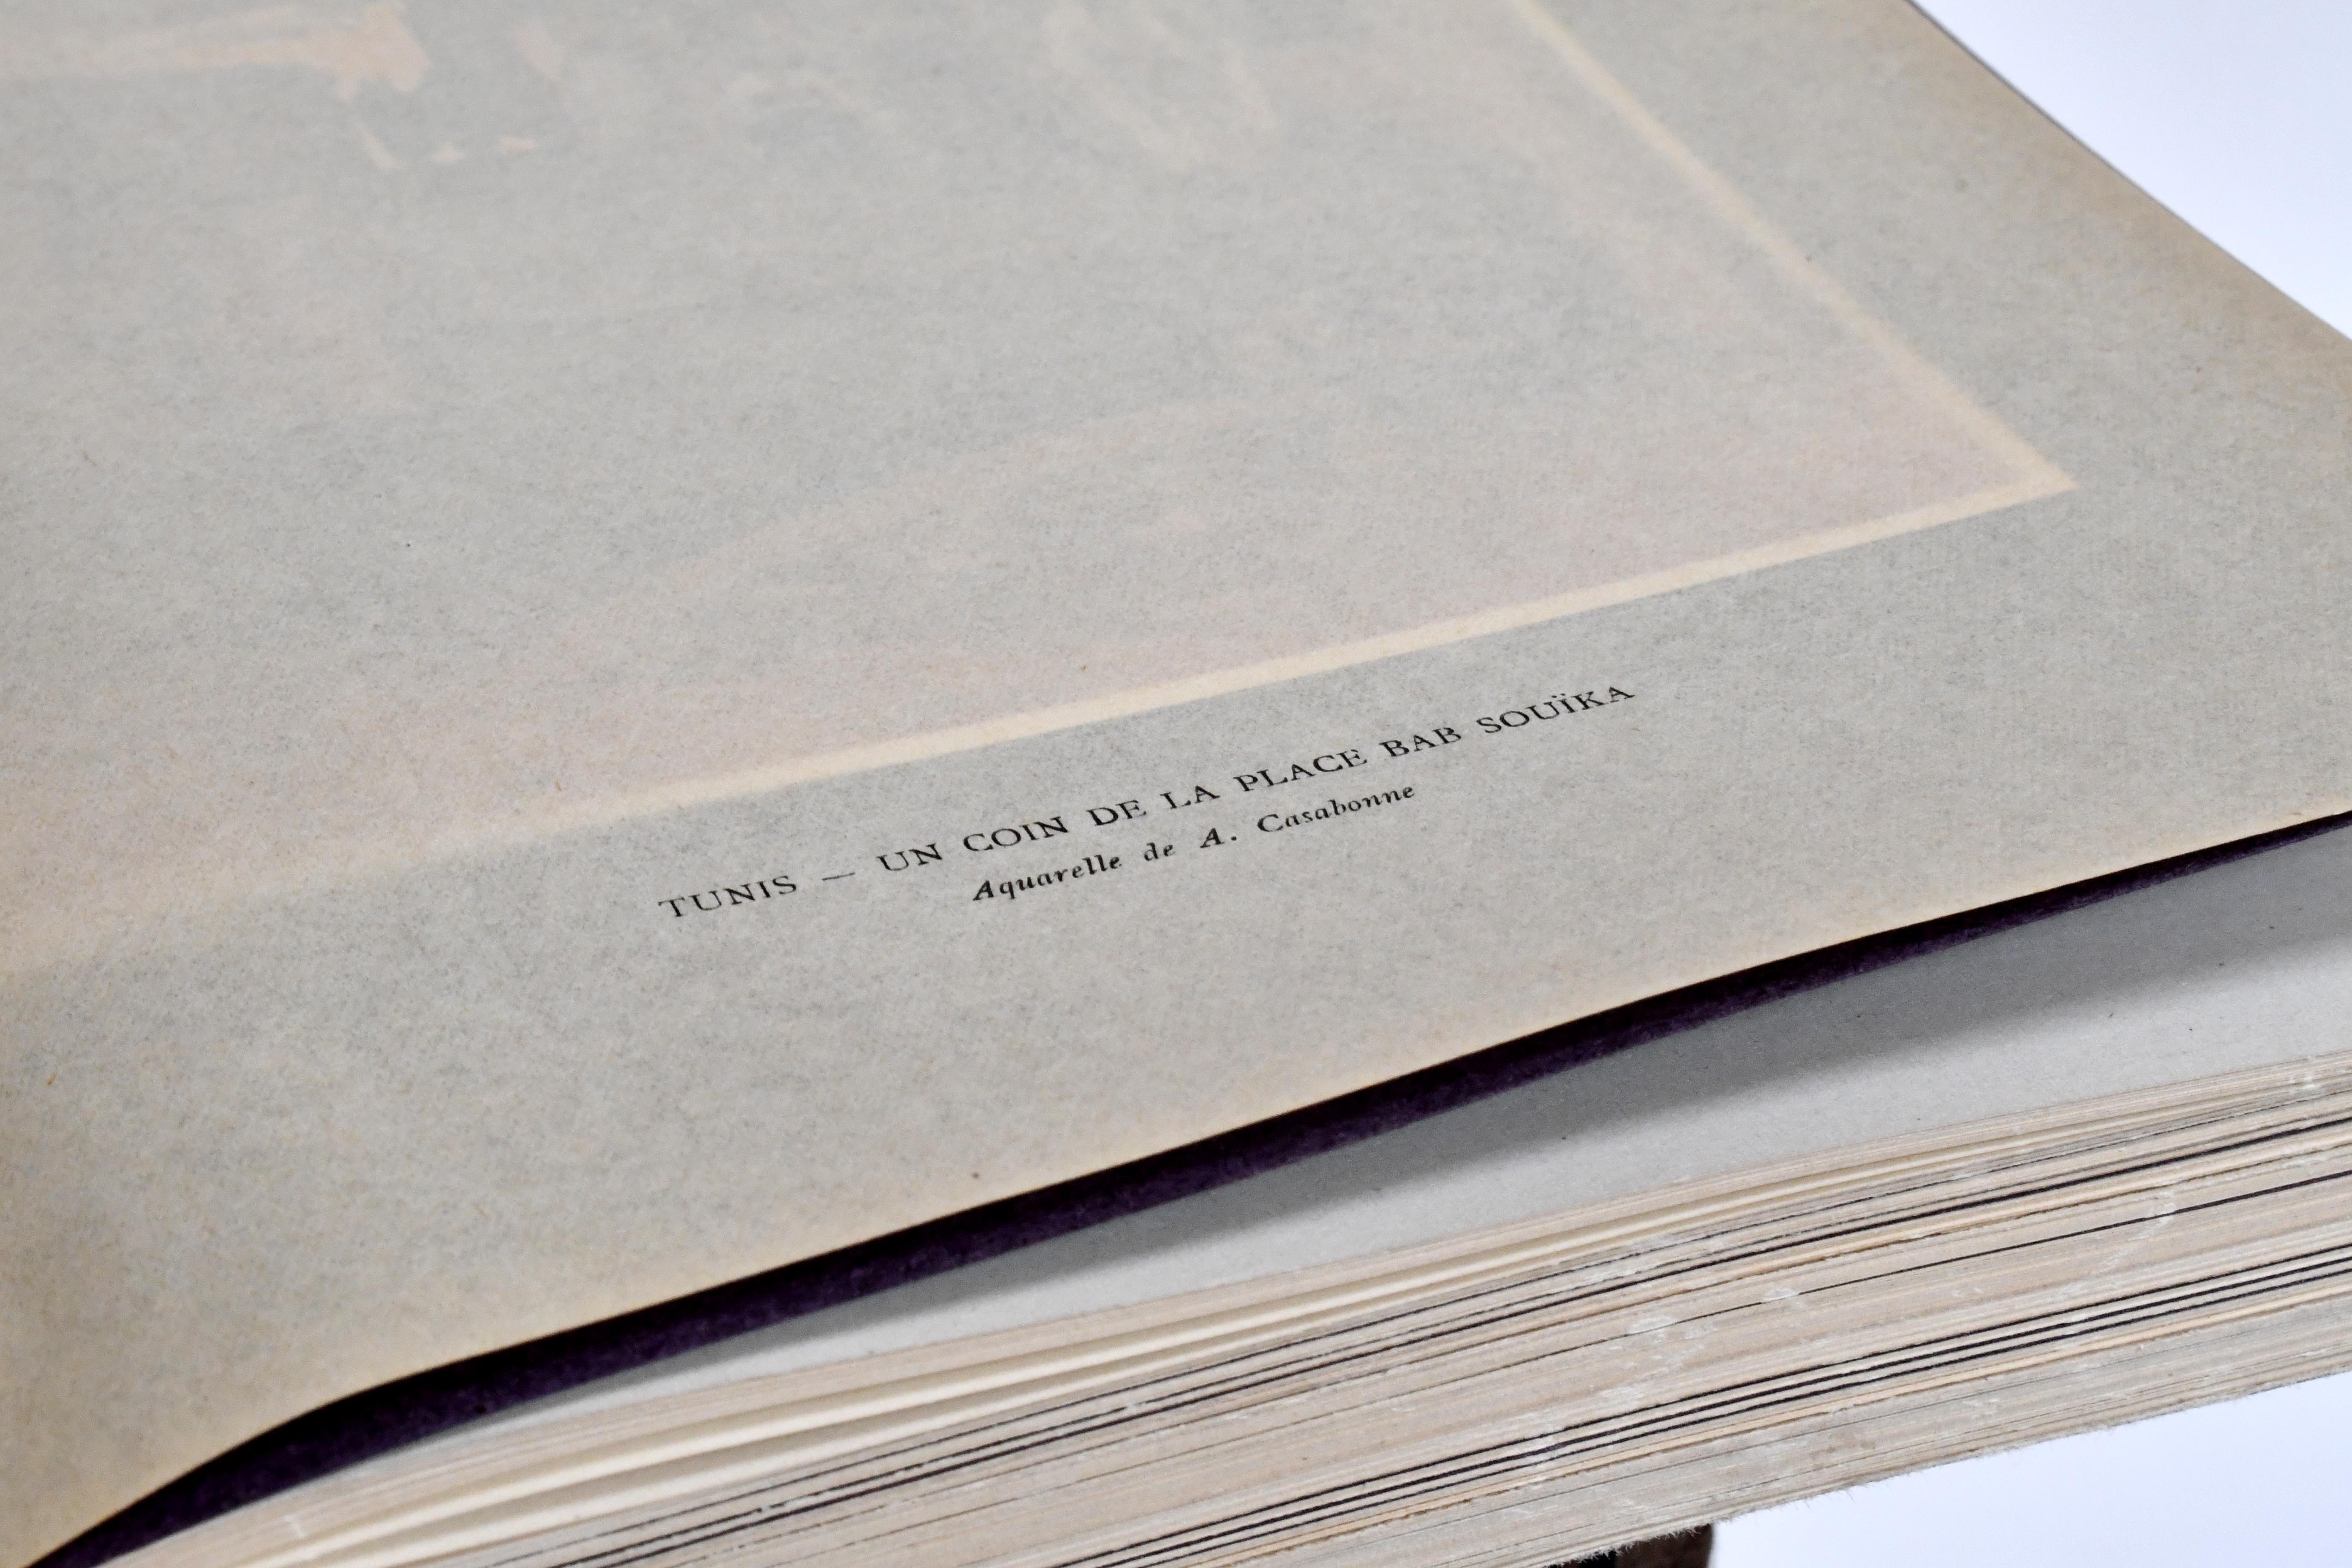 TUNIS — UN COIN DE LA PLACE BAB SOUÏKA
Aquarelle de A. Casabonne